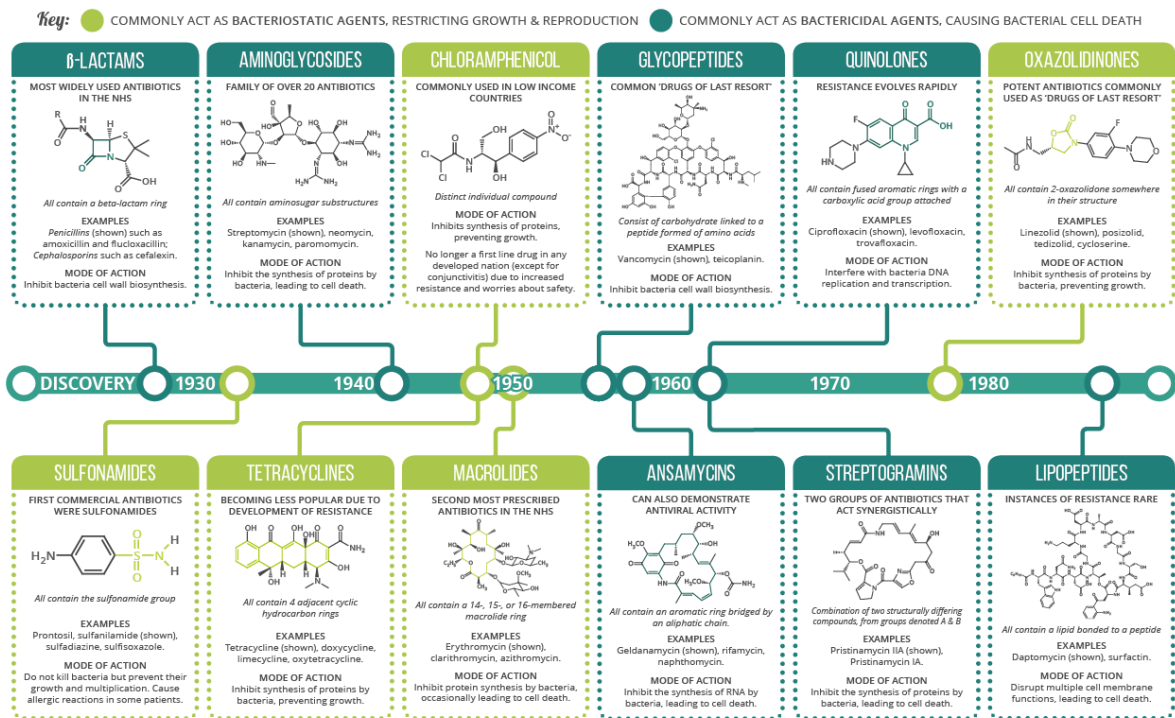 Key: COMMONLY ACT AS BACTERIOSTATIC AGENTS, RESTRICTING GROWTH & REPRODUCTION COMMONLY ACT AS BACTERICIDAL AGENTS, CAUSING BACTERIAL CELL DEATH
β-LACTAMS
MOST WIDELY USED ANTIBIOTICS
IN THE NHS
All contain a beta-lactam ring
EXAMPLES
Penicillins (shown) such as
amoxicillin and flucloxacillin;
Cephalosporins such as cefalexin.
MODE OF ACTION
Inhibit bacteria cell wall biosynthesis.
AMINOGLYCOSIDES
FAMILY OF OVER 20 ANTIBIOTICS
All contain aminosugar substructures
EXAMPLES
Streptomycin (shown), neomycin,
kanamycin, paromomycin.
MODE OF ACTION
Inhibit the synthesis of proteins by
bacteria, leading to cell death.
CHLORAMPHENICOL
COMMONLY USED IN LOW INCOME
COUNTRIES
Distinct individual compound
MODE OF ACTION
Inhibits synthesis of proteins,
preventing growth.
No longer a first line drug in any
developed nation (except for
conjunctivitis) due to increased
resistance and worries about safety.
GLYCOPEPTIDES
COMMON 'DRUGS OF LAST RESORT'
Consist of carbohydrate linked to a
peptide formed of amino acids
EXAMPLES
Vancomycin (shown), teicoplanin.
MODE OF ACTION
Inhibit bacteria cell wall biosynthesis.
QUINOLONES
RESISTANCE EVOLVES RAPIDLY
All contain fused aromatic rings with a
carboxylic acid group attached
EXAMPLES
Ciprofloxacin (shown), levofloxacin,
trovafloxacin.
MODE OF ACTION
Interfere with bacteria DNA
replication and transcription.
OXAZOLIDINONES
POTENT ANTIBIOTICS COMMONLY
USED AS 'DRUGS OF LAST RESORT'
All contain 2-oxazolidone somewhere
in their structure
EXAMPLES
Linezolid (shown), posizolid,
tedizolid, cycloserine.
MODE OF ACTION
Inhibit synthesis of proteins by
bacteria, preventing growth.
DISCOVERY 1930 1940 1950 1960 1970 1980
SULFONAMIDES
FIRST COMMERCIAL ANTIBIOTICS
WERE SULFONAMIDES
All contain the sulfonamide group
EXAMPLES
Prontosil, sulfanilamide (shown),
sulfadiazine, sulfisoxazole.
MODE OF ACTION
Do not kill bacteria but prevent their
growth and multiplication. Cause
allergic reactions in some patients.
TETRACYCLINES
BECOMING LESS POPULAR DUE TO
DEVELOPMENT OF RESISTANCE
All contain 4 adjacent cyclic
hydrocarbon rings
EXAMPLES
Tetracycline (shown), doxycycline,
limecycline, oxytetracycline.
MODE OF ACTION
Inhibit synthesis of proteins by
bacteria, preventing growth.
MACROLIDES
SECOND MOST PRESCRIBED
ANTIBIOTICS IN THE NHS
All contain a 14-, 15-, or 16-membered
macrolide ring
EXAMPLES
Erythromycin (shown),
clarithromycin, azithromycin.
MODE OF ACTION
Inhibit protein synthesis by bacteria,
occasionally leading to cell death.
ANSAMYCINS
CAN ALSO DEMONSTRATE
ANTIVIRAL ACTIVITY
All contain an aromatic ring bridged by
an aliphatic chain.
EXAMPLES
Geldanamycin (shown), rifamycin,
naphthomycin.
MODE OF ACTION
Inhibit the synthesis of RNA by
bacteria, leading to cell death.
STREPTOGRAMINS
TWO GROUPS OF ANTIBIOTICS THAT
ACT SYNERGISTICALLY
Combination of two structurally differing
compounds, from groups denoted A & B
EXAMPLES
Pristinamycin IIA (shown),
Pristinamycin IA.
MODE OF ACTION
Inhibit the synthesis of proteins by
bacteria, leading to cell death.
LIPOPEPTIDES
INSTANCES OF RESISTANCE RARE
All contain a lipid bonded to a peptide
EXAMPLES
Daptomycin (shown), surfactin.
MODE OF ACTION
Disrupt multiple cell membrane
functions, leading to cell death.